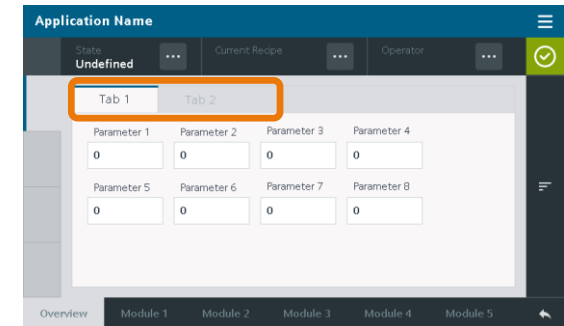 Application Name
State
Undefined
...
Current Recipe
...
Operator
...
Tab 1
Tab 2
Parameter 1
Parameter 2
Parameter 3
Parameter 4
0
0
0
0
Parameter 5
Parameter 6
Parameter 7
Parameter 8
0
0
0
0
Overview
Module 1
Module 2
Module 3
Module 4
Module 5